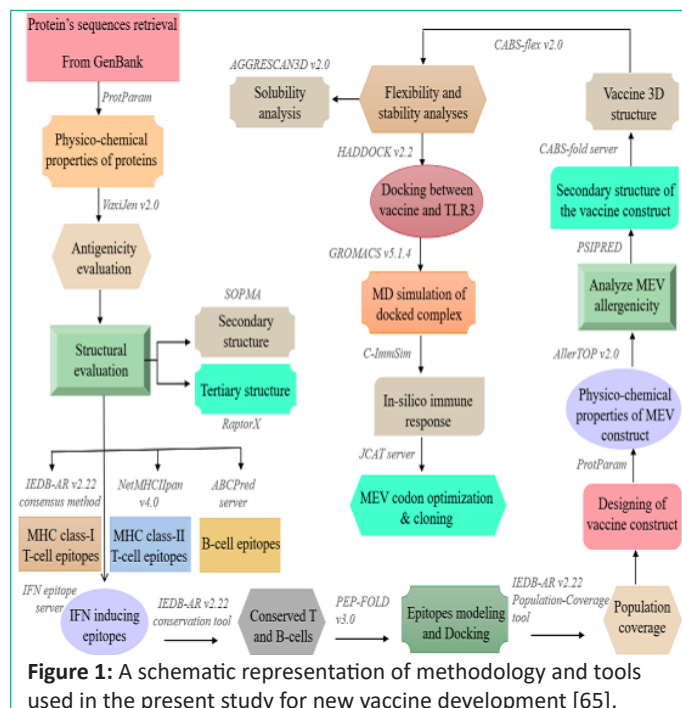 Protein's sequences retrieval
From GenBank
ProtParam
Physico-chemical
properties of proteins
VaxiJen v2.0
Antigenicity
evaluation
Structural
evaluation
SOPMA
Secondary
structure
Tertiary structure
RaptorX
IEDB-AR v2.22
consensus method
NetMHCIIpan
v4.0
ABCPred
server
MHC class-I
T-cell epitopes
MHC class-II
T-cell epitopes
B-cell epitopes
IFN epitope
server
IFN inducing
epitopes
IEDB-AR v2.22
conservation tool
Conserved T
and B-cells
PEP-FOLD
v3.0
Epitopes modeling
and Docking
IEDB-AR v2.22
Population-Coverage
tool
Population
coverage
Designing of
vaccine construct
ProtParam
Physico-chemical
properties of MEV
construct
AllerTOP v2.0
Analyze MEV
allergenicity
PSIPRED
Secondary structure of
the vaccine construct
CABS-fold server
Vaccine 3D
structure
CABS-flex v2.0
Flexibility and
stability analyses
AGGRESCAN3D v2.0
Solubility
analysis
HADDOCK v2.2
Docking between
vaccine and TLR3
GROMACS v5.1.4
MD simulation of
docked complex
C-ImmSim
In-silico immune
response
JCAT server
MEV codon optimization
& cloning
Figure 1: A schematic representation of methodology and tools
used in the present study for new vaccine development [65].